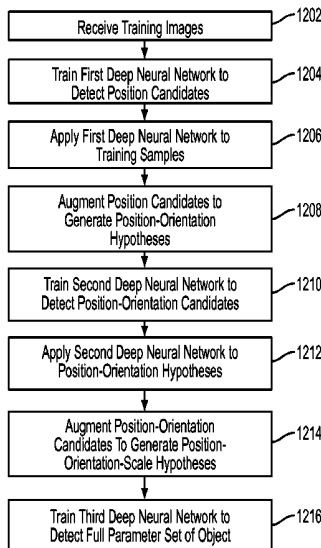 Receive Training Images
1202
Train First Deep Neural Network to
Detect Position Candidates
1204
Apply First Deep Neural Network to
Training Samples
1206
Augment Position Candidates to
Generate Position-Orientation
Hypotheses
1208
Train Second Deep Neural Network to
Detect Position-Orientation Candidates
1210
Apply Second Deep Neural Network to
Position-Orientation Hypotheses
1212
Augment Position-Orientation
Candidates To Generate Position-
Orientation-Scale Hypotheses
1214
Train Third Deep Neural Network to
Detect Full Parameter Set of Object
1216